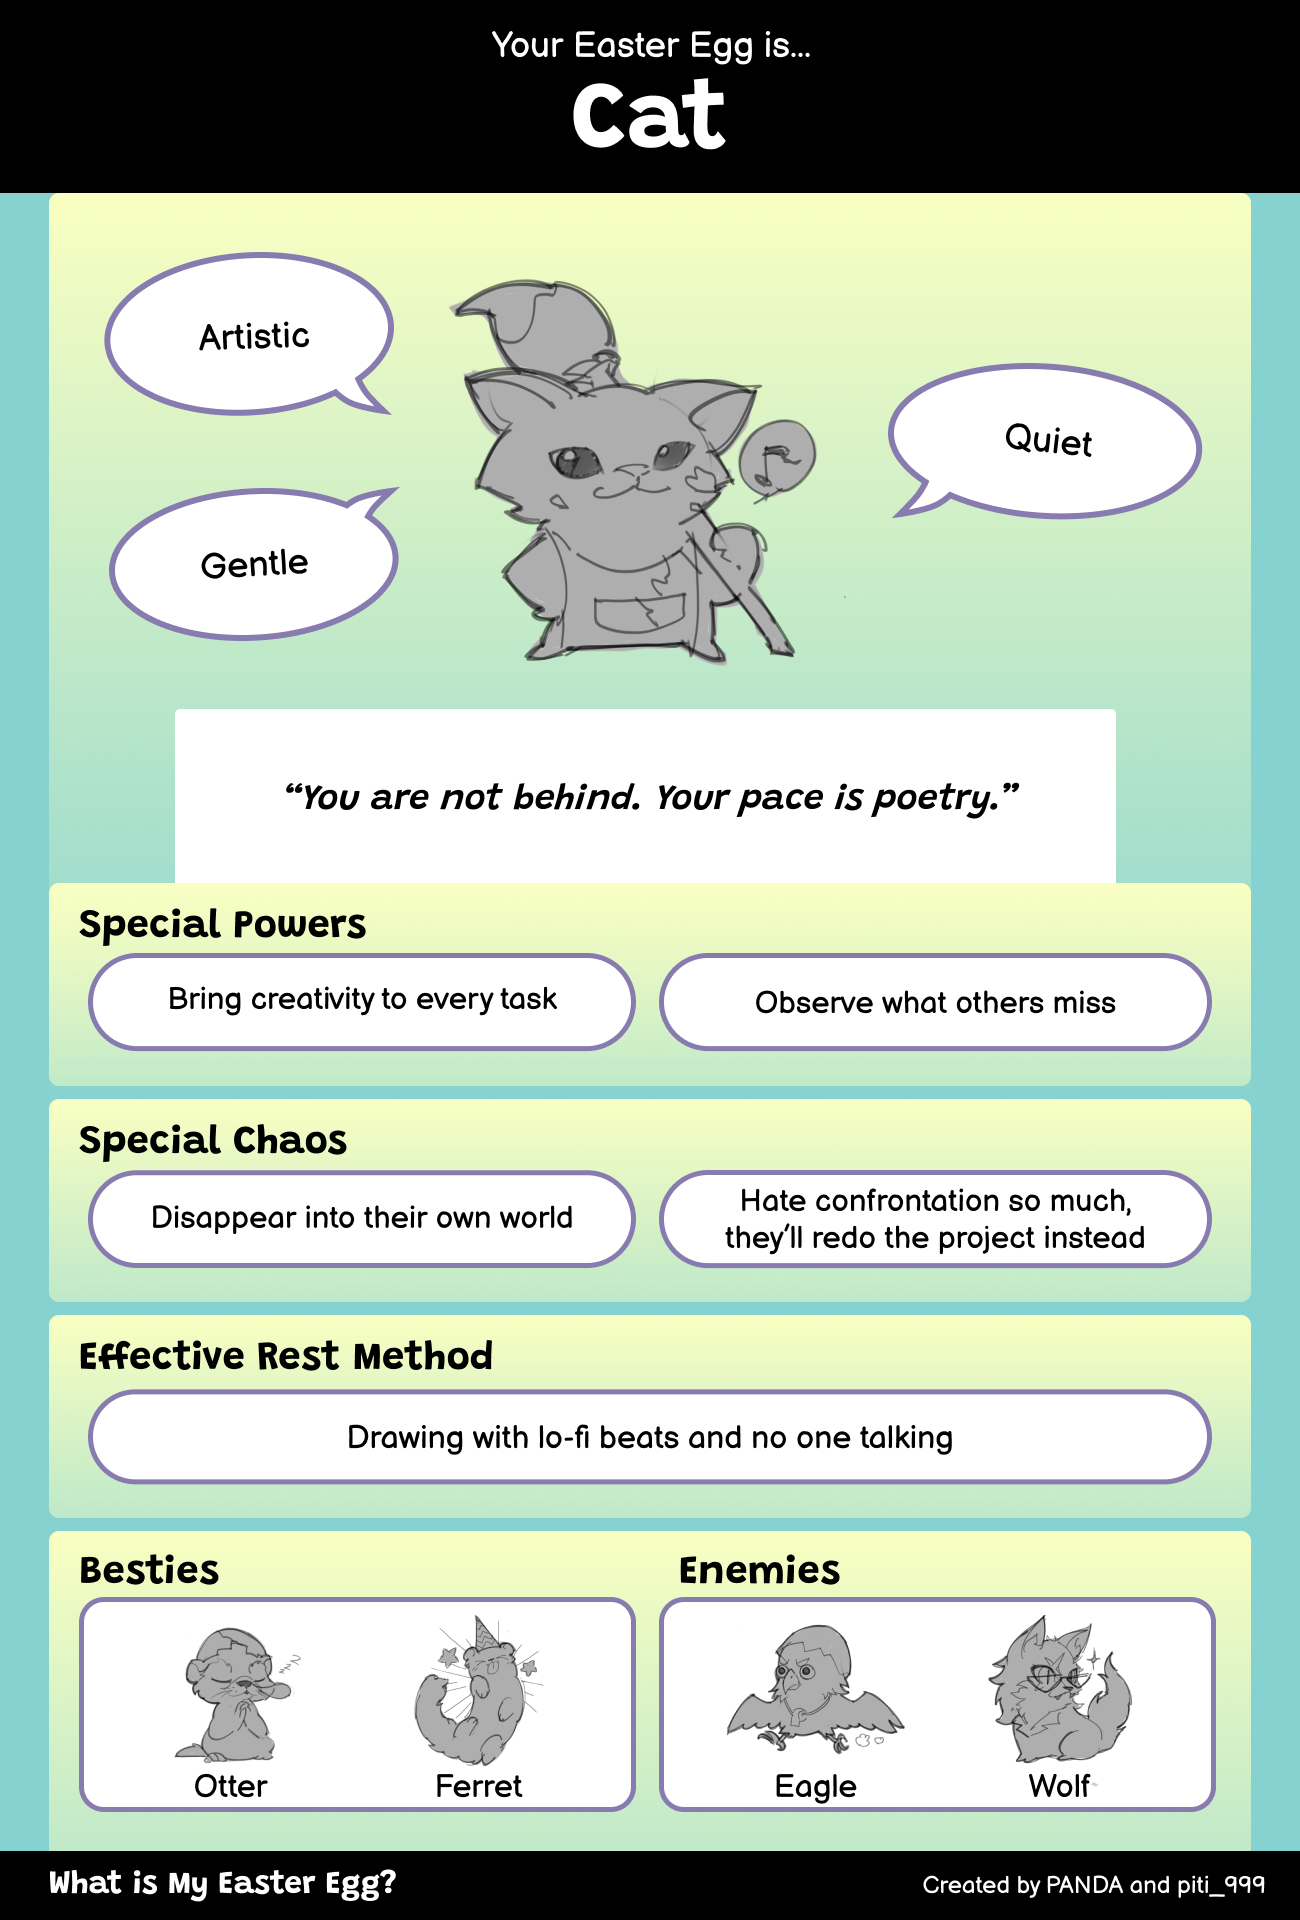 Your Easter Egg is...
Cat
Artistic
Quiet
Gentle
“You are not behind. Your pace is poetry.”
Special Powers
Bring creativity to every task
Observe what others miss
Special Chaos
Disappear into their own world
Hate confrontation so much,
they’ll redo the project instead
Effective Rest Method
Drawing with lo-fi beats and no one talking
Besties
Enemies
zzz
Otter
Ferret
Eagle
Wolf
What is My Easter Egg?
Created by PANDA and piti_999